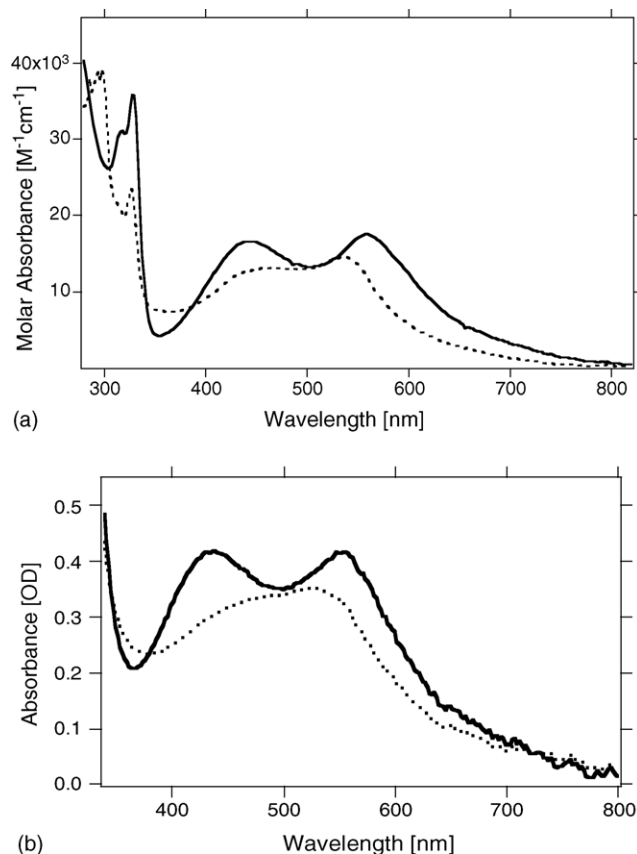 40x10³
30
20
10
Molar Absorbance [M⁻¹cm⁻¹]
300 400 500 600 700 800
Wavelength [nm]
(a)
0.5
0.4
0.3
0.2
0.1
0.0
Absorbance [OD]
400 500 600 700 800
Wavelength [nm]
(b)